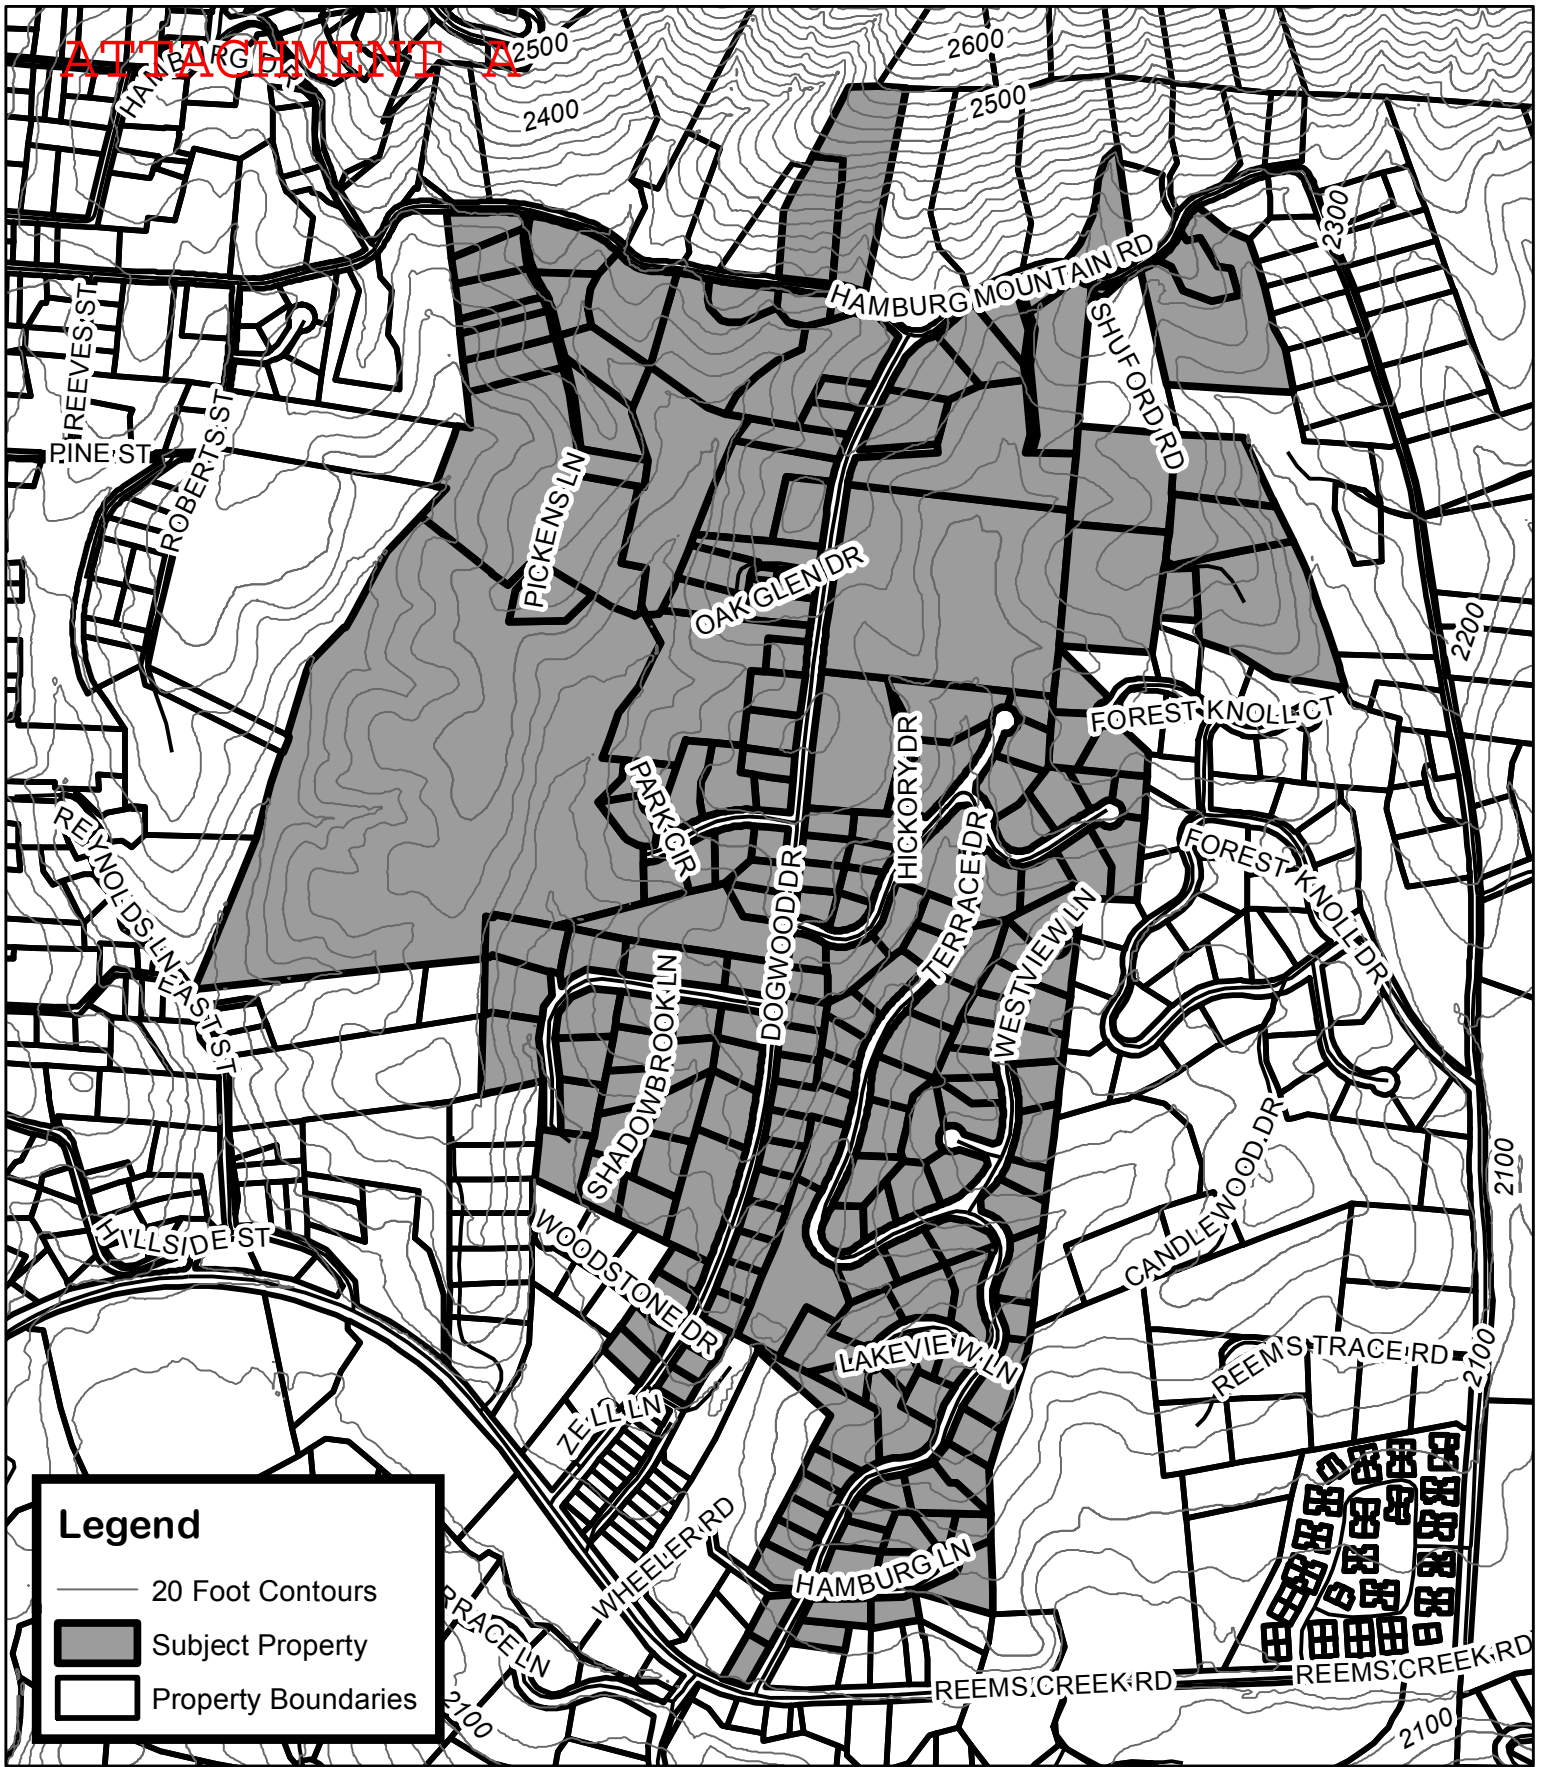 ATTACHMENT A
2500
2600
2500
2400
2300
HAMBURG MOUNTAIN RD
SHUFORD RD
REEVES ST
PINE ST
ROBERTS ST
PICKENS LN
OAK GLEN DR
2200
FOREST KNOLL CT
HICKORY DR
PARK CIR
REYNOLDS LN
EAST ST
DOGWOOD DR
TERRACE DR
WESTVIEW LN
FOREST KNOLL DR
SHADOWBROOK LN
CANDLEWOOD DR
2100
HILLSIDE ST
WOODSTONE DR
LAKEVIEW LN
REEMS TRACE RD
2100
ZELL LN
WHEELER RD
HAMBURG LN
RRACE LN
REEMS CREEK RD
REEMS CREEK RD
2100
2100
Legend
20 Foot Contours
Subject Property
Property Boundaries